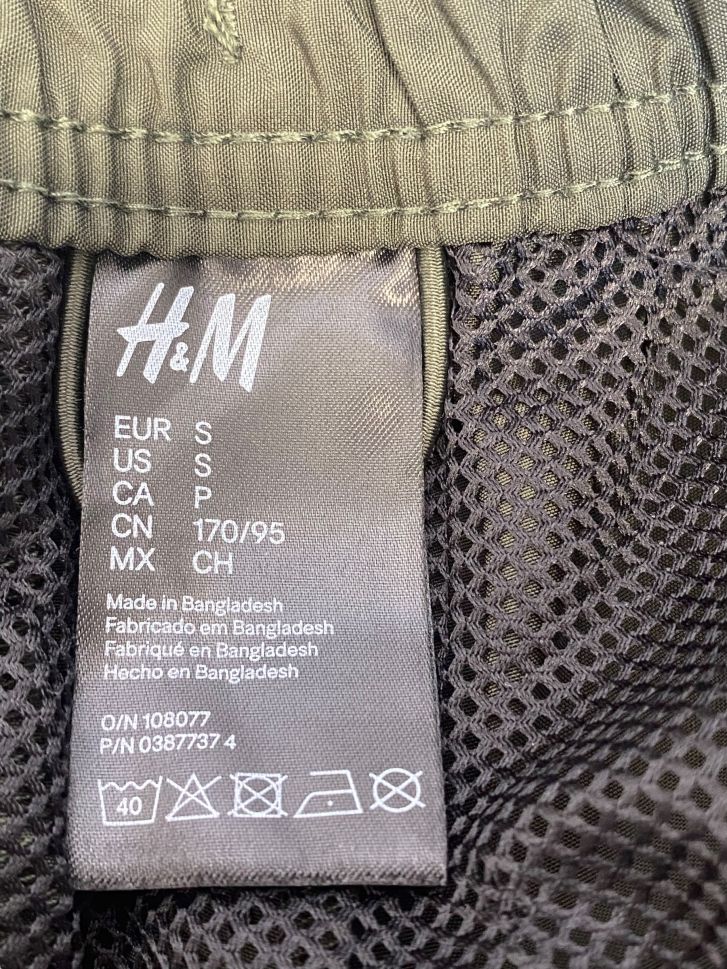 H&M
EUR S
US S
CA P
CN 170/95
MX CH
Made in Bangladesh
Fabricado em Bangladesh
Fabriqué en Bangladesh
Hecho en Bangladesh
O/N 108077
P/N 0387737 4
40